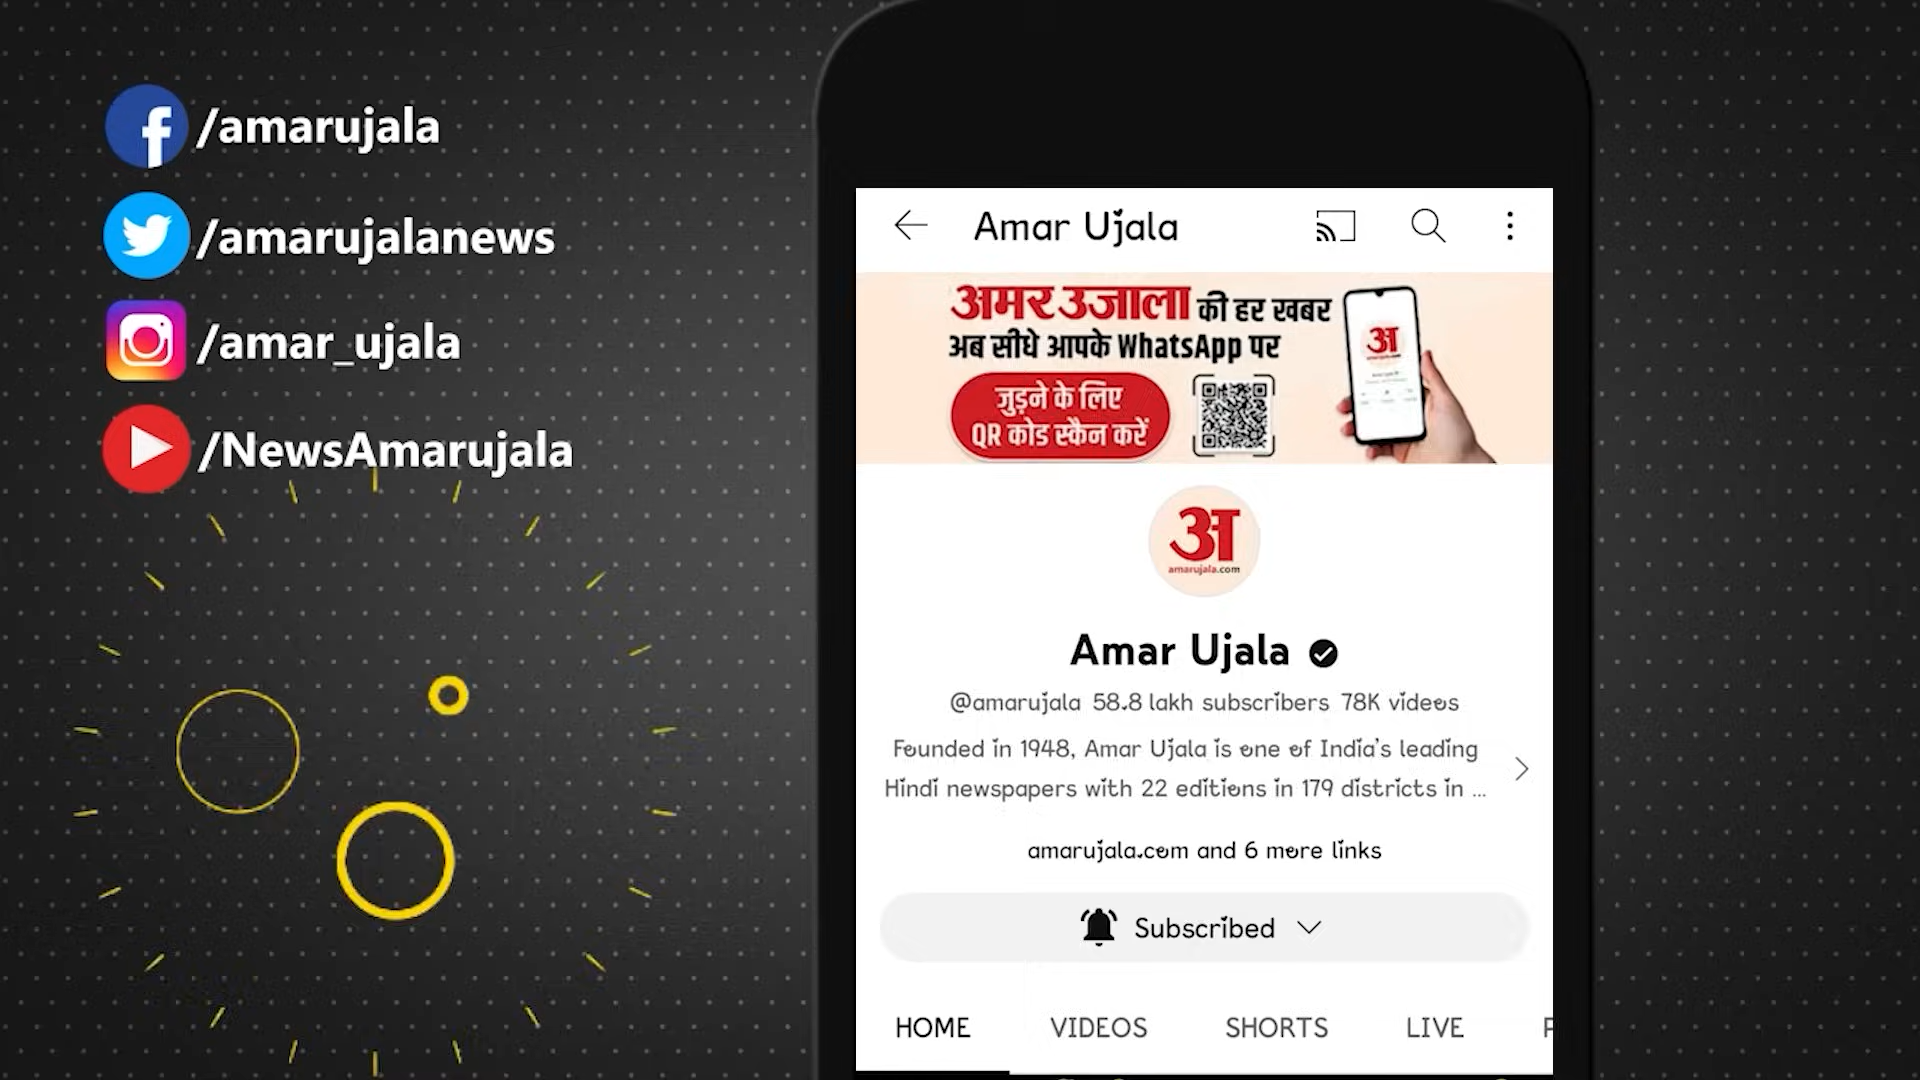 /amarujala
/amarujalanews
/amar_ujala
/NewsAmarujala
Amar Ujala
अमर उजाला की हर खबर
अब सीधे आपके WhatsApp पर
जुड़ने के लिए
QR कोड स्कैन करें
अ
अ
amarujala.com
Amar Ujala
@amarujala 58.8 lakh subscribers 78K videos
Founded in 1948, Amar Ujala is one of India's leading
Hindi newspapers with 22 editions in 179 districts in ...
amarujala.com and 6 more links
Subscribed
HOME VIDEOS SHORTS LIVE